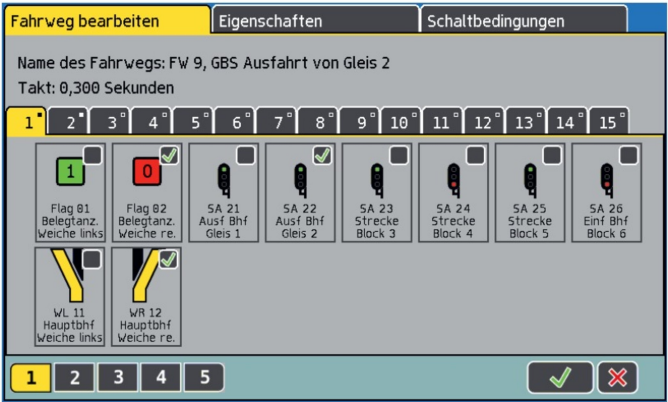 Fahrweg bearbeiten Eigenschaften Schaltbedingungen
Name des Fahrwegs: FW 9, GBS Ausfahrt von Gleis 2
Takt: 0,300 Sekunden
1 2 3 4 5 6 7 8 9 10 11 12 13 14 15
1 0
Flag 81 Flag 82 SA 21 SA 22 SA 23 SA 24 SA 25 SA 26
Belegtanz. Belegtanz. Ausf Bhf Ausf Bhf Strecke Strecke Strecke Einf Bhf
Weiche links Weiche re. Gleis 1 Gleis 2 Block 3 Block 4 Block 5 Block 6
WL 11 WR 12
Hauptbhf Hauptbhf
Weiche links Weiche re.
1 2 3 4 5